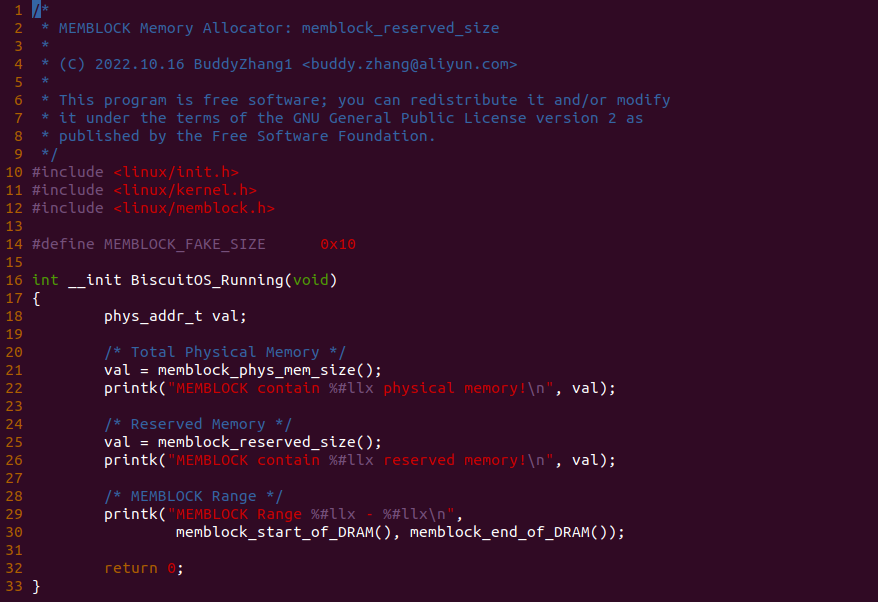 1 /*
2  * MEMBLOCK Memory Allocator: memblock_reserved_size
3  *
4  * (C) 2022.10.16 BuddyZhang1 <buddy.zhang@aliyun.com>
5  *
6  * This program is free software; you can redistribute it and/or modify
7  * it under the terms of the GNU General Public License version 2 as
8  * published by the Free Software Foundation.
9  */
10 #include <linux/init.h>
11 #include <linux/kernel.h>
12 #include <linux/memblock.h>
13
14 #define MEMBLOCK_FAKE_SIZE      0x10
15
16 int __init BiscuitOS_Running(void)
17 {
18         phys_addr_t val;
19
20         /* Total Physical Memory */
21         val = memblock_phys_mem_size();
22         printk("MEMBLOCK contain %#llx physical memory!\n", val);
23
24         /* Reserved Memory */
25         val = memblock_reserved_size();
26         printk("MEMBLOCK contain %#llx reserved memory!\n", val);
27
28         /* MEMBLOCK Range */
29         printk("MEMBLOCK Range %#llx - %#llx\n",
30                 memblock_start_of_DRAM(), memblock_end_of_DRAM());
31
32         return 0;
33 }